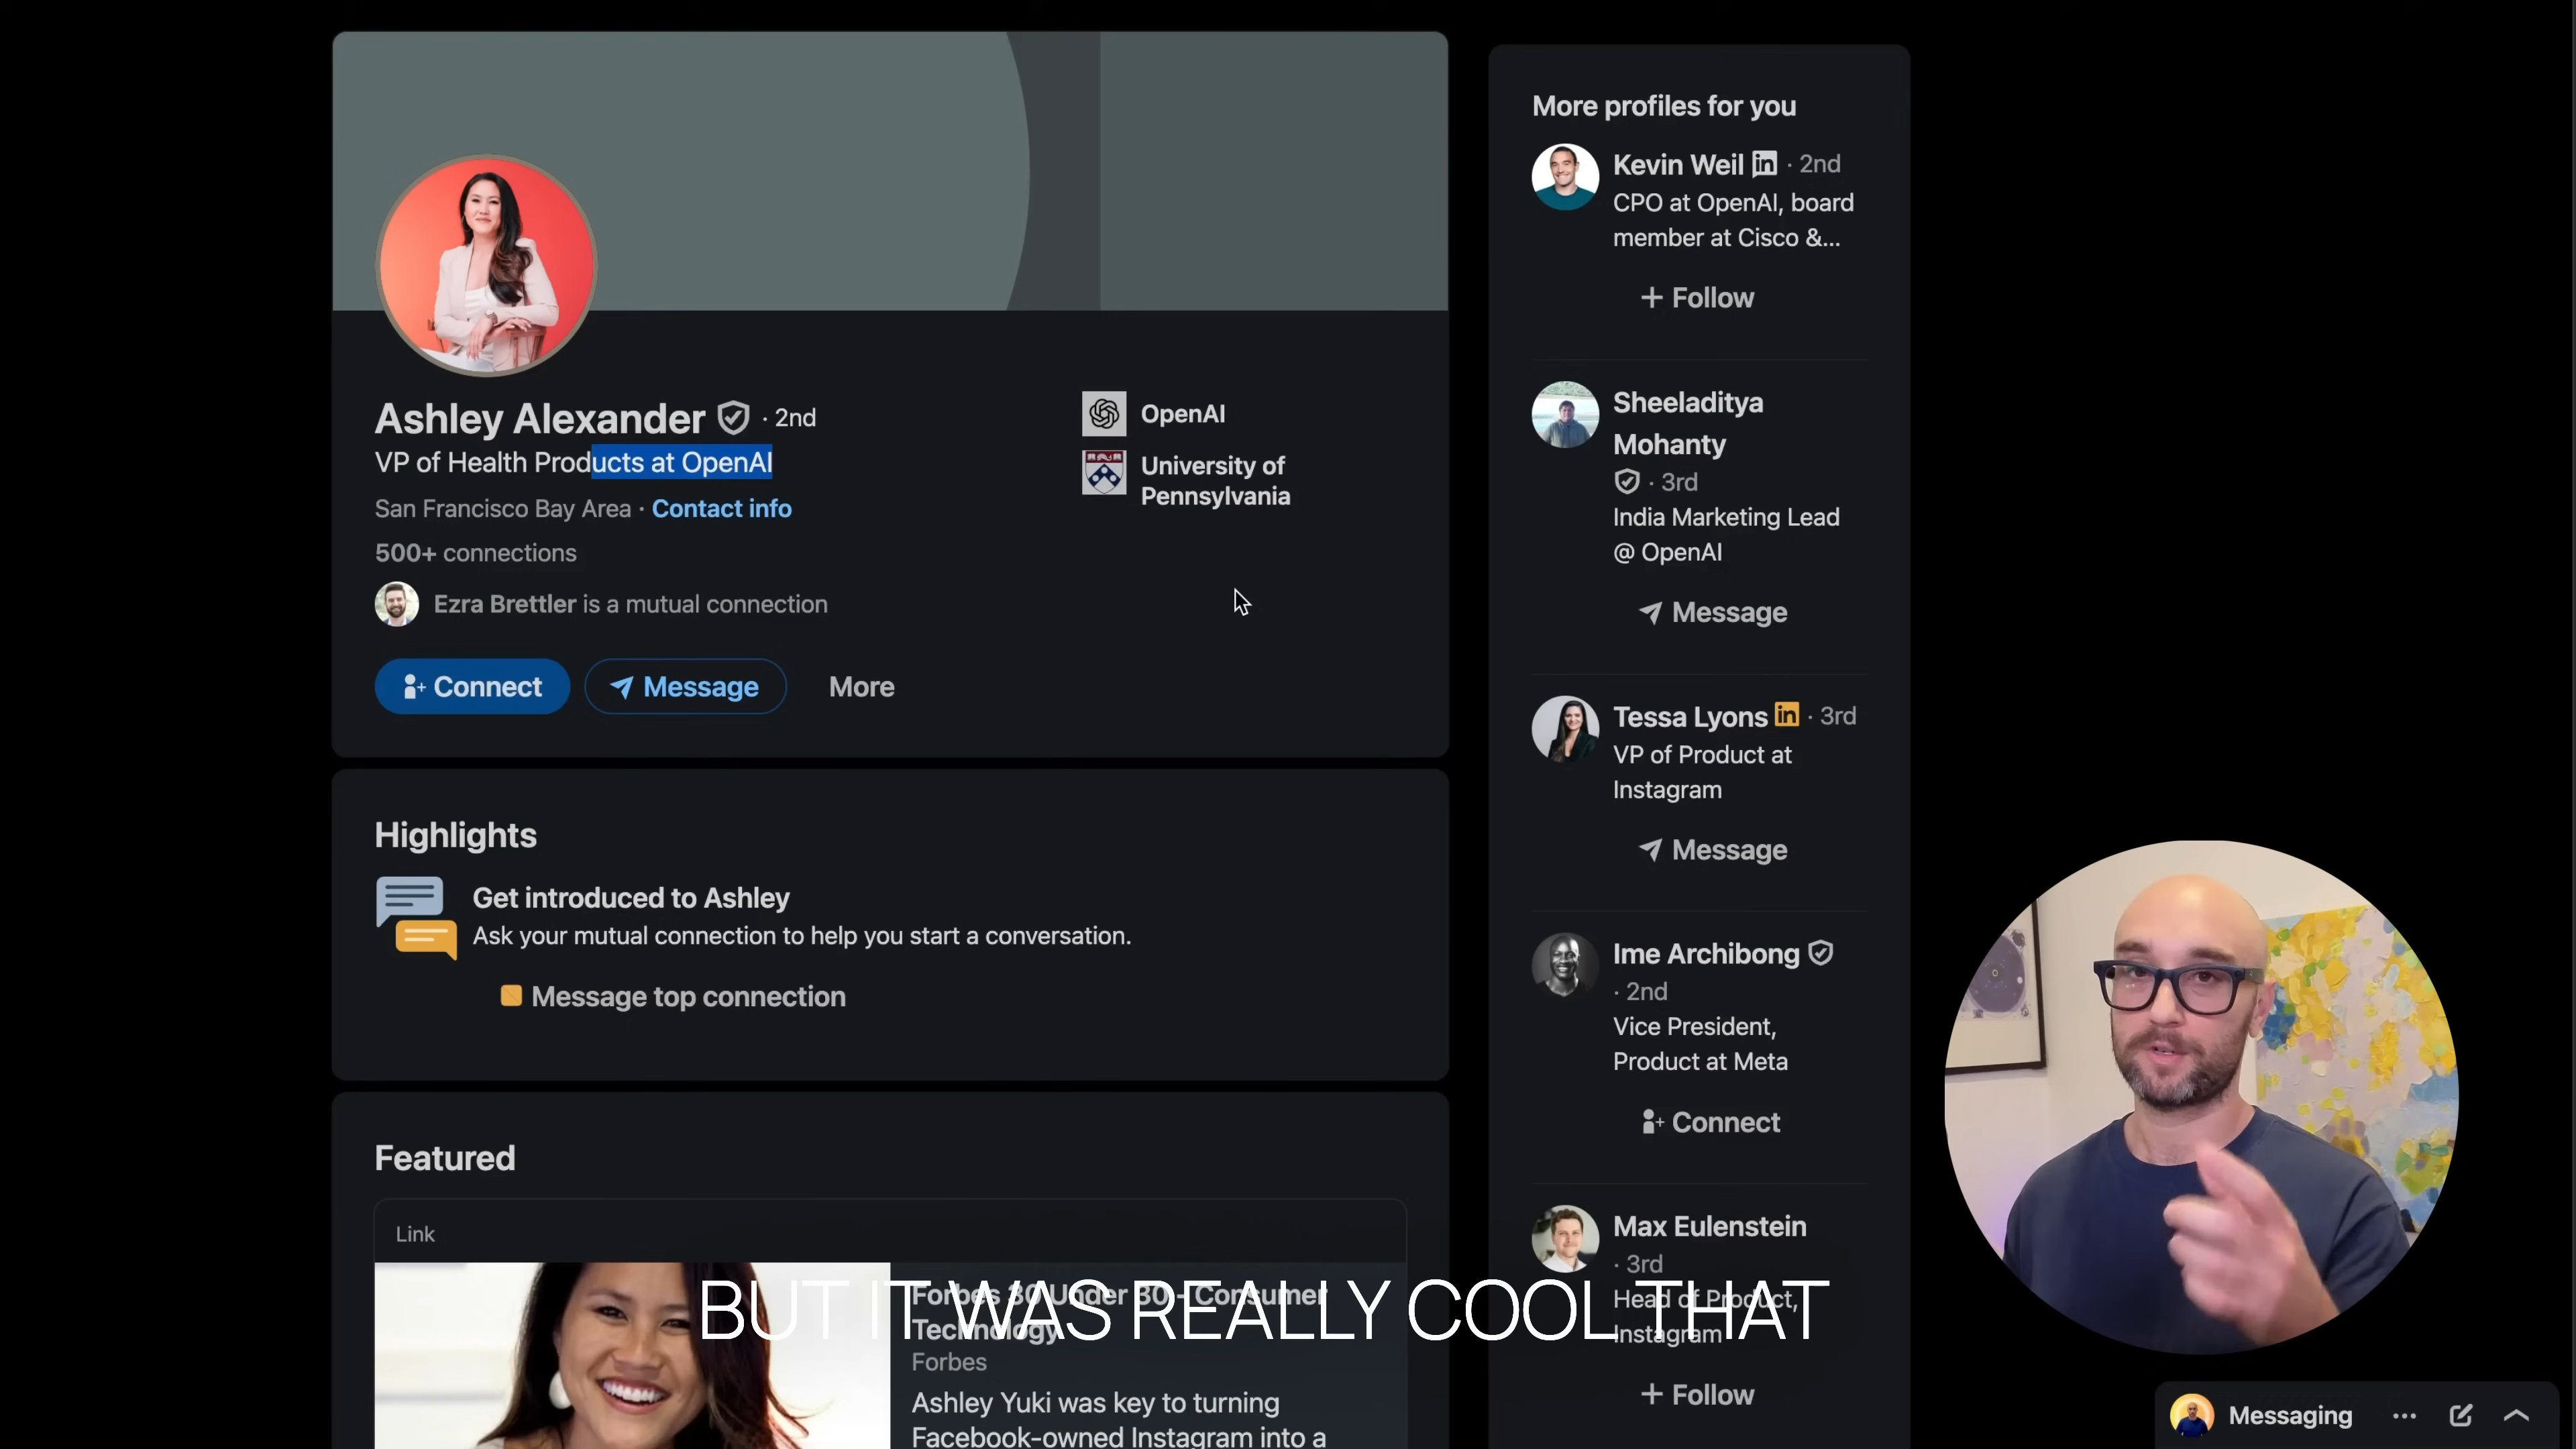 Ashley Alexander · 2nd
VP of Health Products at OpenAI
San Francisco Bay Area · Contact info
500+ connections
Ezra Brettler is a mutual connection
Connect
Message
More
OpenAI
University of
Pennsylvania
Highlights
Get introduced to Ashley
Ask your mutual connection to help you start a conversation.
Message top connection
Featured
Link
Forbes 30 Under 30 - Consumer
Technology
Forbes
Ashley Yuki was key to turning
Facebook-owned Instagram into a
More profiles for you
Kevin Weil in · 2nd
CPO at OpenAI, board
member at Cisco &...
+ Follow
Sheeladitya
Mohanty
· 3rd
India Marketing Lead
@ OpenAI
Message
Tessa Lyons in · 3rd
VP of Product at
Instagram
Message
Ime Archibong
· 2nd
Vice President,
Product at Meta
Connect
Max Eulenstein
· 3rd
Head of Product,
Instagram
+ Follow
BUT IT WAS REALLY COOL THAT
Messaging